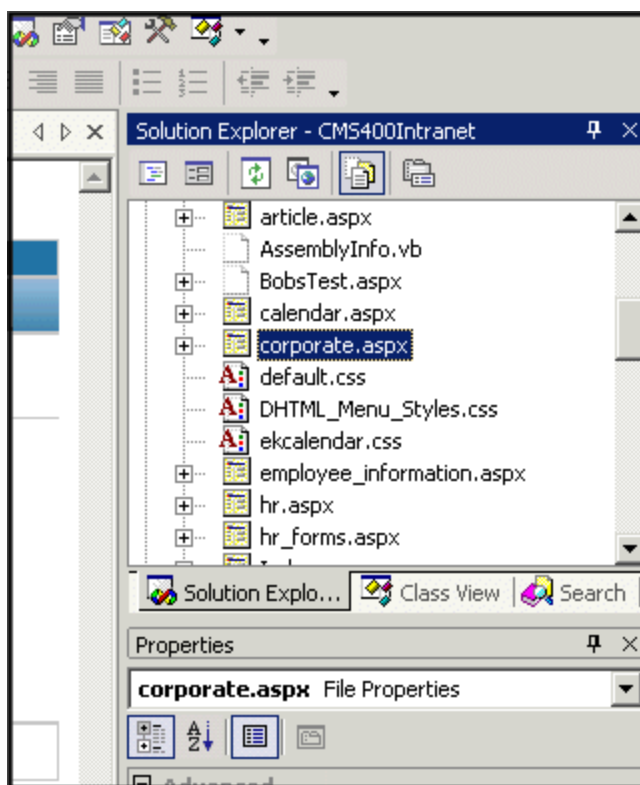 Solution Explorer - CMS400Intranet
article.aspx
AssemblyInfo.vb
BobsTest.aspx
calendar.aspx
corporate.aspx
default.css
DHTML_Menu_Styles.css
ekcalendar.css
employee_information.aspx
hr.aspx
hr_forms.aspx
Solution Explo... Class View Search
Properties
corporate.aspx File Properties
Advanced